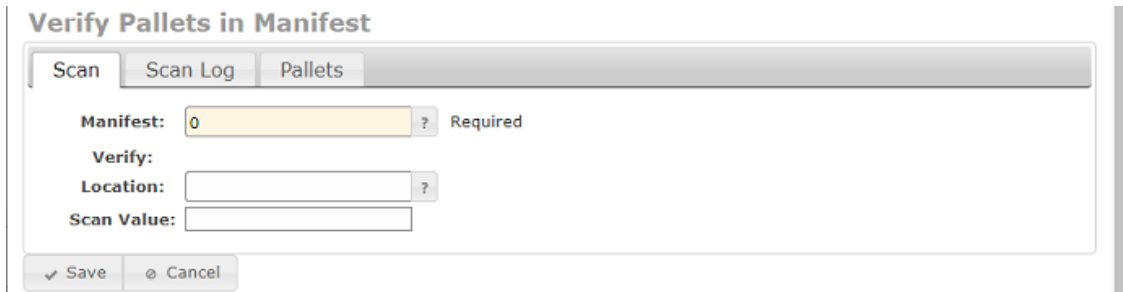 Verify Pallets in Manifest
Scan Scan Log Pallets
Manifest: 0 ? Required
Verify:
Location: ?
Scan Value:
Save Cancel